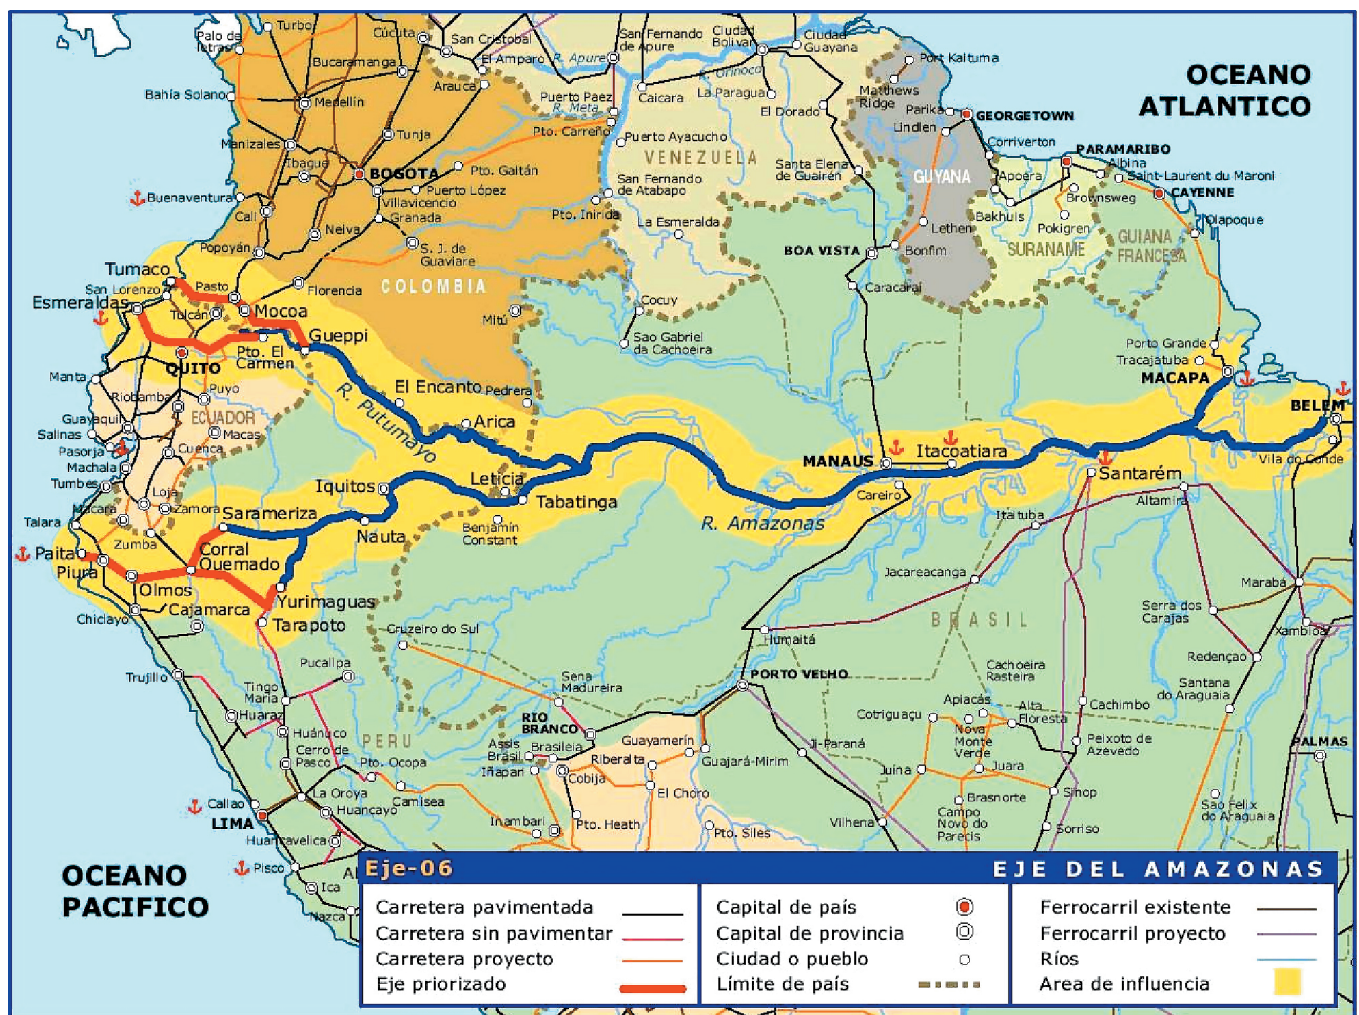 Turbo
Palo de
letras
Cúcuta
San Cristobal
San Fernando
de Apure
Ciudad
Bolivar
Ciudad
Guayana
Bucaramanga
El Amparo
R. Apure
R. Orinoco
Port Kaituma
OCEANO
ATLANTICO
Bahía Solano
Medellín
Arauca
Puerto Paez
R. Meta
Caicara
La Paragua
El Dorado
Matthews
Ridge
Parika
GEORGETOWN
Linden
Manizales
Tunja
Pto. Carreño
Puerto Ayacucho
VENEZUELA
Corriverton
PARAMARIBO
Albina
Ibague
BOGOTA
Pto. Gaitán
Santa Elena
de Guairén
GUYANA
Apoera
Saint-Laurent du Maroni
CAYENNE
Buenaventura
Puerto López
Villavicencio
San Fernando
de Atabapo
Brownsweg
Bakhuis
Cali
Granada
Pto. Inirida
La Esmeralda
Lethen
Pokigren
Oiapoque
Popoyán
Neiva
S. J. de
Guaviare
BOA VISTA
Bonfim
SURANAME
GUIANA
FRANCESA
Tumaco
San Lorenzo
Pasto
Florencia
COLOMBIA
Caracarai
Esmeraldas
Tulcán
Mocoa
Mitú
Cocuy
Gueppi
Sao Gabriel
da Cachoeira
Porto Grande
Tracajatuba
Pto. El
Carmen
QUITO
MACAPA
Manta
Puyo
El Encanto
Pedrera
Riobamba
R. Putumayo
BELEM
Guayaquil
ECUADOR
Arica
Salinas
Macas
Pasorja
Cuenca
Itacoatiara
Vila do Conde
Machala
MANAUS
Tumbes
Iquitos
Leticia
Santarém
Loja
Tabatinga
Careiro
Altamira
Macara
Zamora
Sarameriza
Talara
R. Amazonas
Itaituba
Zumba
Nauta
Benjamín
Constant
Paita
Corral
Quemado
Piura
Jacareacanga
Marabá
Olmos
Yurimaguas
Cajamarca
Chiclayo
Tarapoto
Cruzeiro do Sul
BRASIL
Serra dos
Carajas
Humaitá
Xambioa
Pucallpa
Redençao
Trujillo
Sena
Madureira
PORTO VELHO
Cachoeira
Rasteira
Tingo
María
Santana
do Araguaia
Huaraz
RIO
BRANCO
Cotriguaçu
Apiacás
Alta
Floresta
Cachimbo
Huánuco
PERU
Nova
Monte
Verde
Cerro de
Pasco
Assis
Brasil
Brasileia
Guayamerín
Ji-Paraná
Peixoto de
Azevedo
PALMAS
Pto. Ocopa
Iñapari
Riberalta
Guajará-Mirim
Juina
Juara
Cobija
Camisea
El Choro
Brasnorte
Sinop
La Oroya
Callao
Huancayo
Sao Felix
do Araguaia
LIMA
Inambari
Pto. Heath
Pto. Siles
Vilhena
Campo
Novo do
Parecis
Sorriso
Huancavelica
Pisco
OCEANO
PACIFICO
Ica
Nazca
Eje-06
EJE DEL AMAZONAS
Carretera pavimentada
Capital de país
Ferrocarril existente
Carretera sin pavimentar
Capital de provincia
Ferrocarril proyecto
Carretera proyecto
Ciudad o pueblo
Ríos
Eje priorizado
Límite de país
Area de influencia